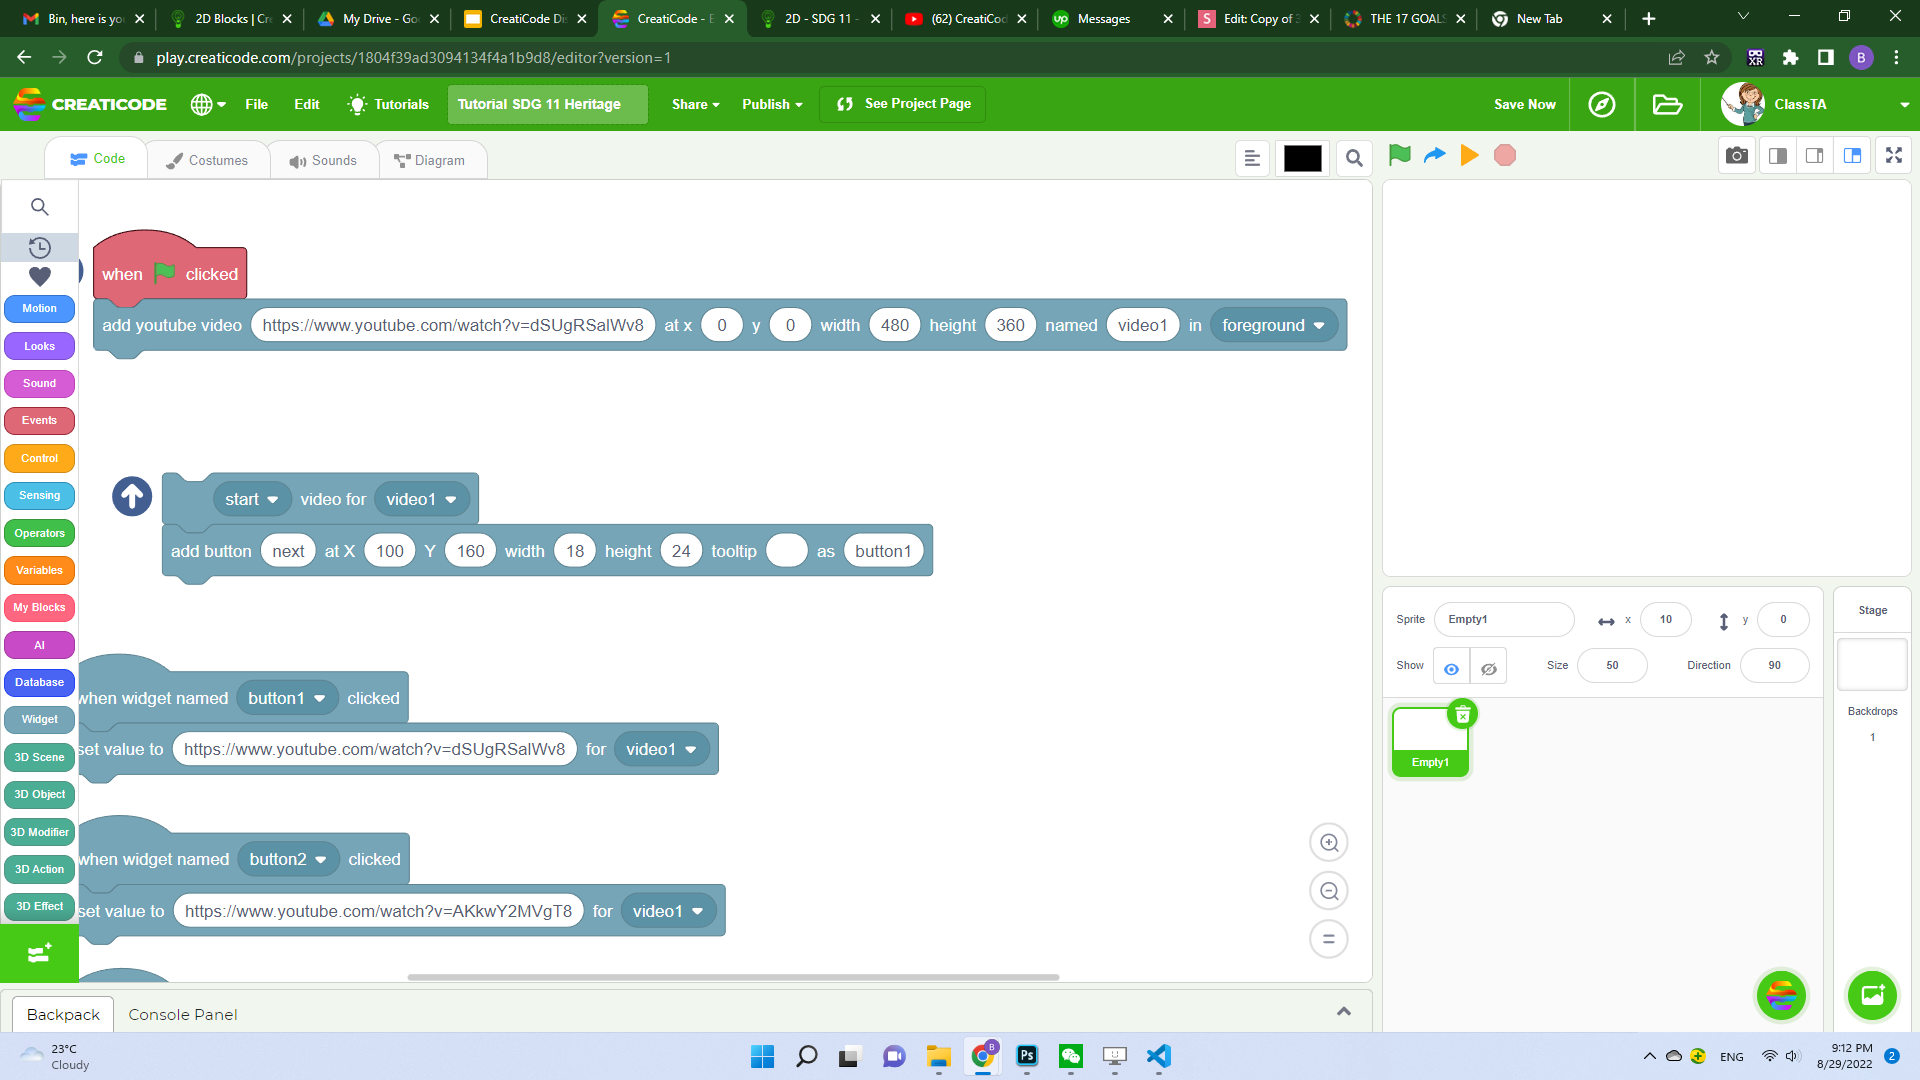 Bin, here is yo
2D Blocks | Cr
My Drive - Go
CreatiCode Di
CreatiCode - E
2D - SDG 11 -
(62) CreatiCod
Messages
Edit: Copy of 3
THE 17 GOALS
New Tab
play.creaticode.com/projects/1804f39ad3094134f4a1b9d8/editor?version=1
B
CREATICODE
File
Edit
Tutorials
Tutorial SDG 11 Heritage
Share
Publish
See Project Page
Save Now
ClassTA
Code
Costumes
Sounds
Diagram
Motion
Looks
Sound
Events
Control
Sensing
Operators
Variables
My Blocks
AI
Database
Widget
3D Scene
3D Object
3D Modifier
3D Action
3D Effect
when clicked
add youtube video https://www.youtube.com/watch?v=dSUgRSalWv8 at x 0 y 0 width 480 height 360 named video1 in foreground
start video for video1
add button next at X 100 Y 160 width 18 height 24 tooltip as button1
when widget named button1 clicked
set value to https://www.youtube.com/watch?v=dSUgRSalWv8 for video1
when widget named button2 clicked
set value to https://www.youtube.com/watch?v=AKkwY2MVgT8 for video1
Sprite Empty1 x 10 y 0
Show Size 50 Direction 90
Empty1
Stage
Backdrops
1
Backpack
Console Panel
23°C
Cloudy
Ps
ENG
9:12 PM
8/29/2022
2